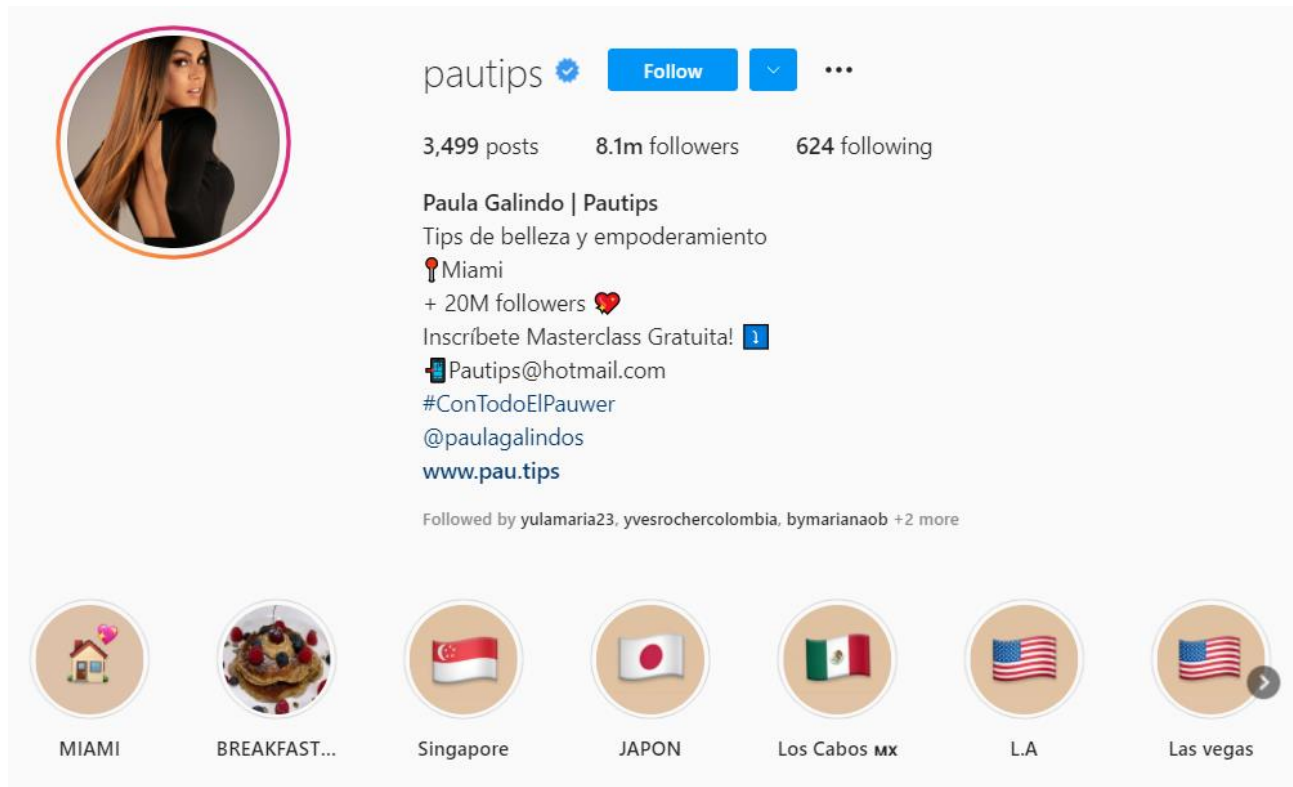 pautips Follow
3,499 posts 8.1m followers 624 following
Paula Galindo | Pautips
Tips de belleza y empoderamiento
Miami
+ 20M followers
Inscríbete Masterclass Gratuita!
Pautips@hotmail.com
#ConTodoElPauwer
@paulagalindos
www.pau.tips
Followed by yulamaria23, yvesrochercolombia, bymarianaob +2 more
MIAMI BREAKFAST... Singapore JAPON Los Cabos MX L.A Las vegas